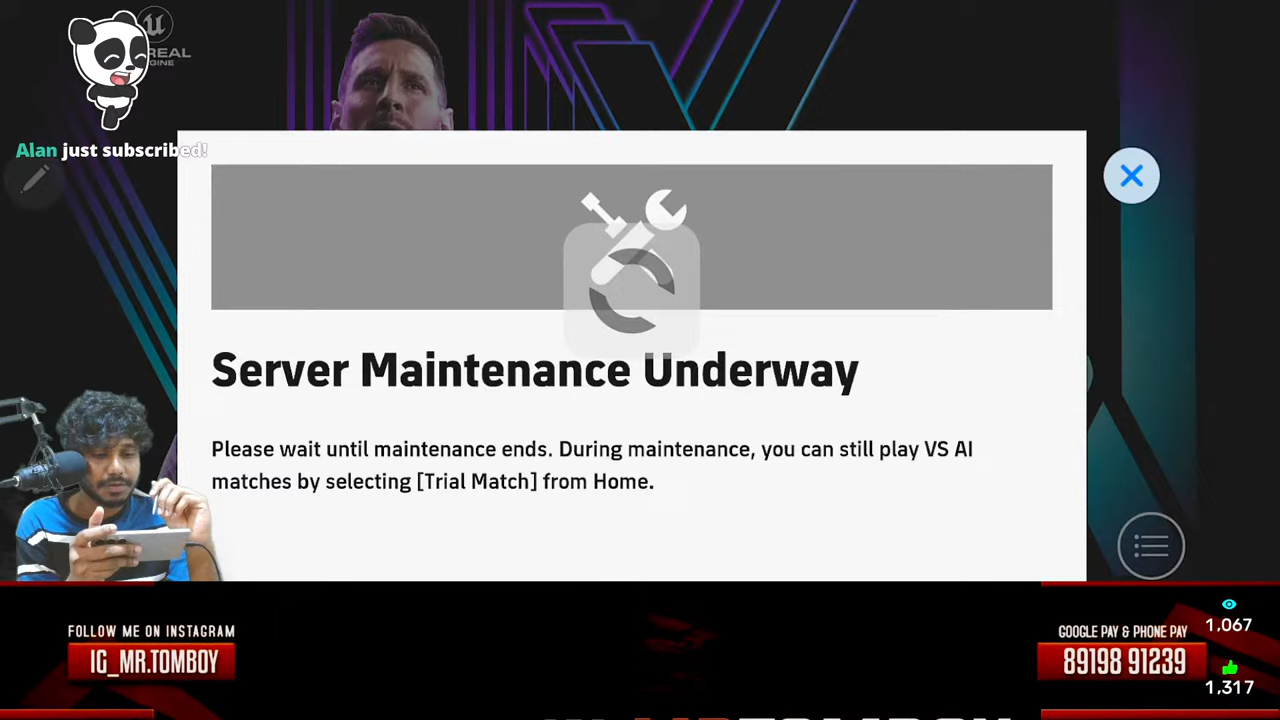 REAL
GINE
Alan just subscribed!
Server Maintenance Underway
Please wait until maintenance ends. During maintenance, you can still play VS AI
matches by selecting [Trial Match] from Home.
FOLLOW ME ON INSTAGRAM
IG_MR.TOMBOY
GOOGLE PAY & PHONE PAY
89198 91239
1,067
1,317